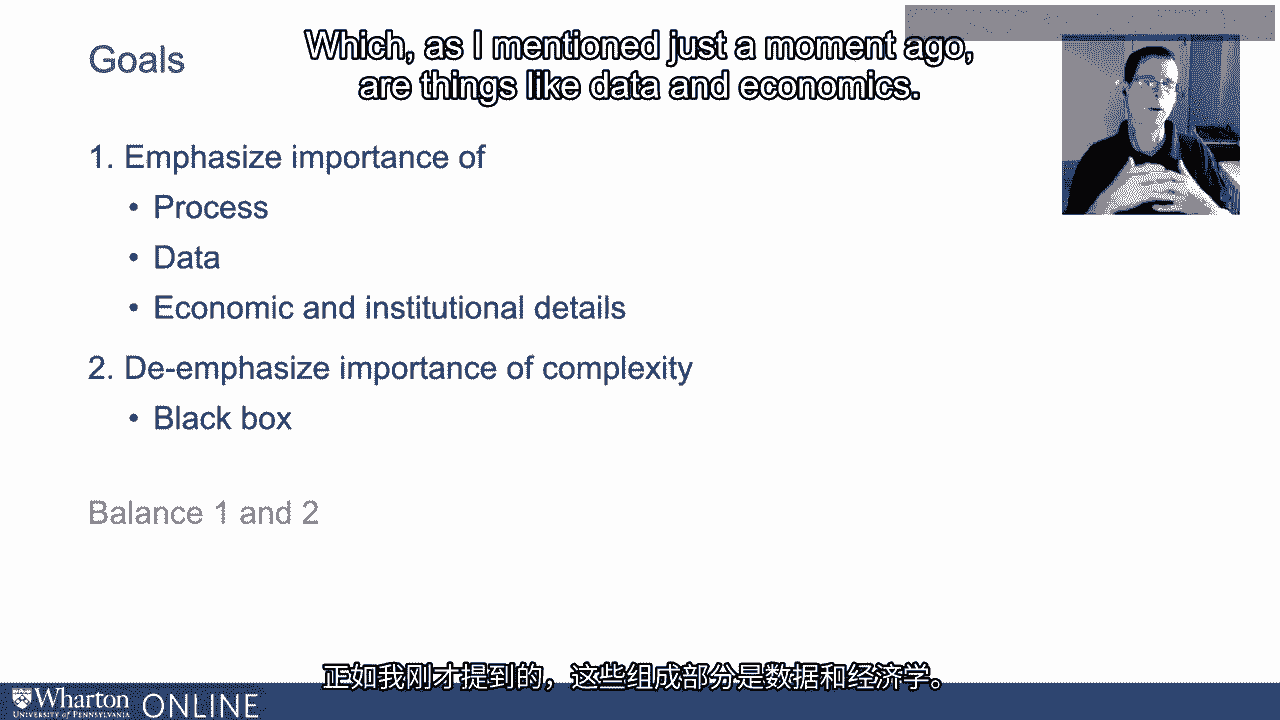 Goals
Which, as I mentioned just a moment ago,
are things like data and economics.
1. Emphasize importance of
• Process
• Data
• Economic and institutional details
2. De-emphasize importance of complexity
• Black box
Balance 1 and 2
正如我刚才提到的，这些组成部分是数据和经济学。
Wharton ONLINE
UNIVERSITY of PENNSYLVANIA